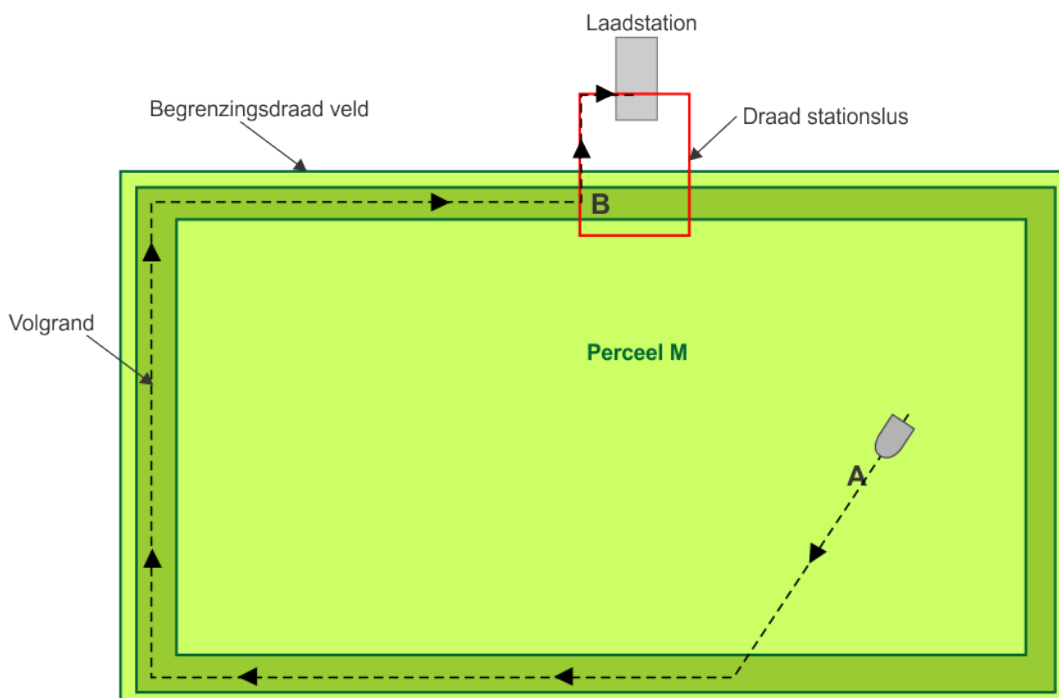 Laadstation
Begrenzingsdraad veld
Draad stationslus
B
Volgrand
Perceel M
A